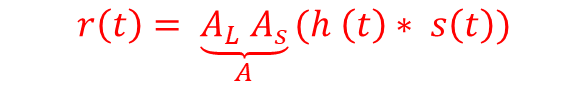 r(t) = A_L A_s (h (t) ∗ s(t))
A